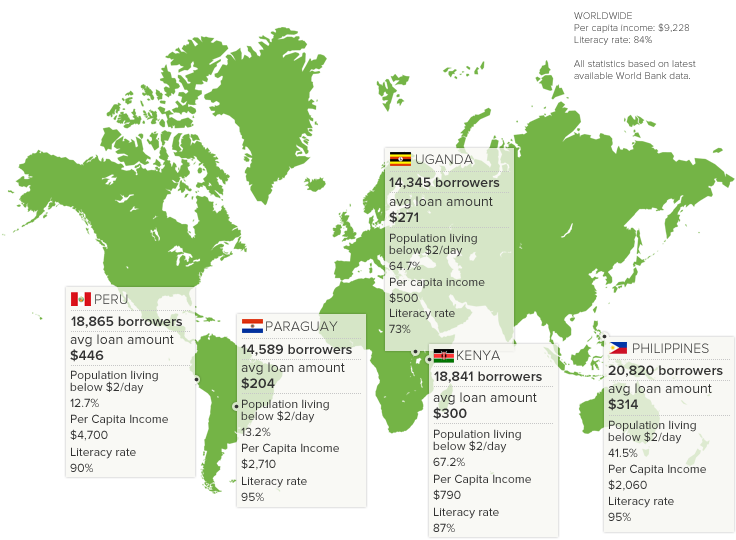 WORLDWIDE
Per capita income: $9,228
Literacy rate: 84%
All statistics based on latest
available World Bank data.
UGANDA
14,345 borrowers
avg loan amount
$271
Population living
below $2/day
64.7%
Per capita income
$500
Literacy rate
73%
PERU
18,865 borrowers
avg loan amount
$446
Population living
below $2/day
12.7%
Per Capita Income
$4,700
Literacy rate
90%
PARAGUAY
14,589 borrowers
avg loan amount
$204
Population living
below $2/day
13.2%
Per Capita Income
$2,710
Literacy rate
95%
KENYA
18,841 borrowers
avg loan amount
$300
Population living
below $2/day
67.2%
Per Capita Income
$790
Literacy rate
87%
PHILIPPINES
20,820 borrowers
avg loan amount
$314
Population living
below $2/day
41.5%
Per Capita Income
$2,060
Literacy rate
95%